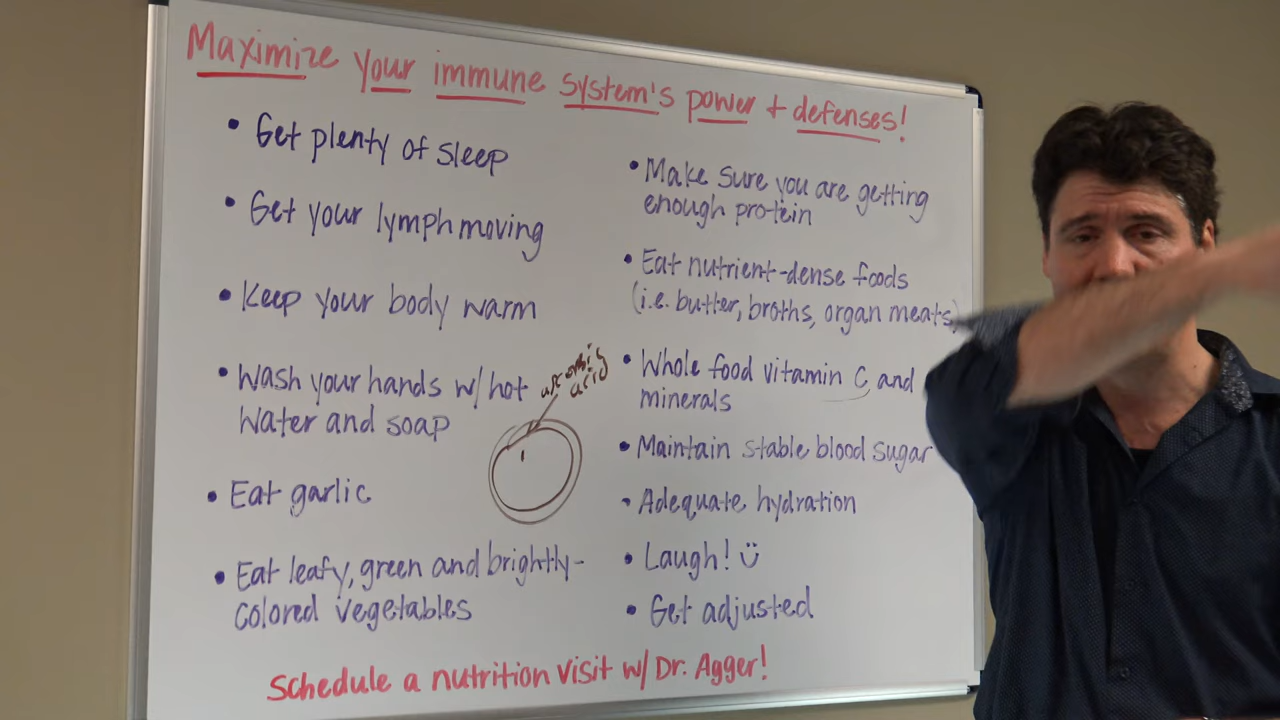 Maximize your immune system's power + defenses!
• Get plenty of sleep
• Get your lymph moving
• Keep your body warm
• Wash your hands w/ hot
water and soap
• Eat garlic
• Eat leafy, green and brightly-
colored vegetables
ascorbic
acid
• Make sure you are getting
enough protein
• Eat nutrient-dense foods
(i.e. butter, broths, organ meats)
• Whole food vitamin C, and
minerals
• Maintain stable blood sugar
• Adequate hydration
• Laugh! ü
• Get adjusted
Schedule a nutrition visit w/ Dr. Agger!